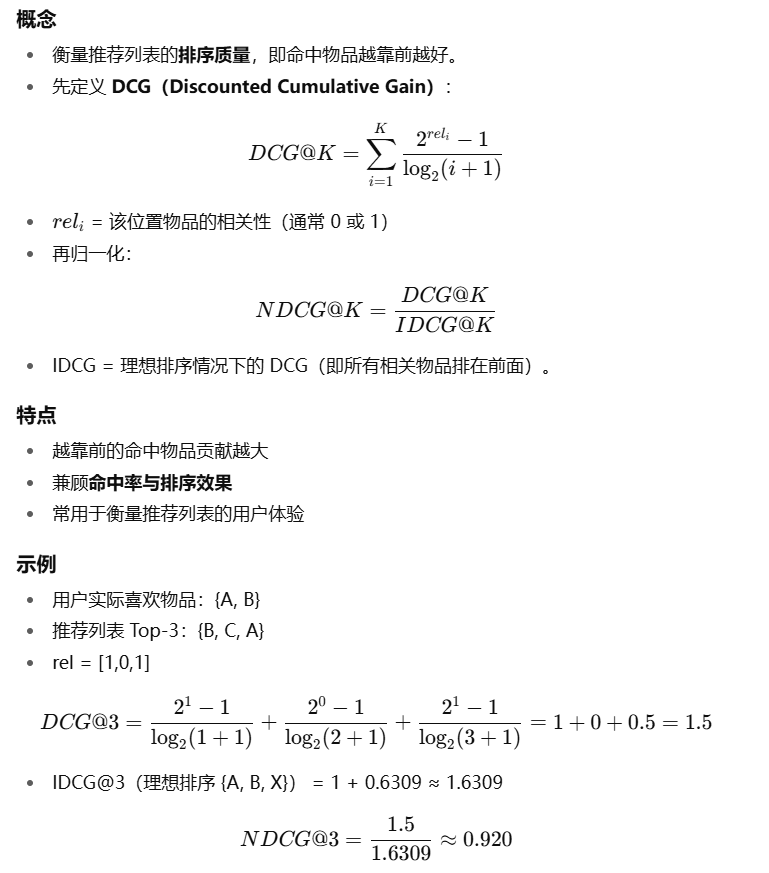 概念
• 衡量推荐列表的排序质量，即命中物品越靠前越好。
• 先定义 DCG（Discounted Cumulative Gain）:
DCG@K = \sum_{i=1}^{K} \frac{2^{rel_i} - 1}{\log_2(i + 1)}
• rel_i = 该位置物品的相关性（通常 0 或 1）
• 再归一化：
NDCG@K = \frac{DCG@K}{IDCG@K}
• IDCG = 理想排序情况下的 DCG（即所有相关物品排在前面）。
特点
• 越靠前的命中物品贡献越大
• 兼顾命中率与排序效果
• 常用于衡量推荐列表的用户体验
示例
• 用户实际喜欢物品：{A, B}
• 推荐列表 Top-3：{B, C, A}
• rel = [1,0,1]
DCG@3 = \frac{2^1 - 1}{\log_2(1 + 1)} + \frac{2^0 - 1}{\log_2(2 + 1)} + \frac{2^1 - 1}{\log_2(3 + 1)} = 1 + 0 + 0.5 = 1.5
• IDCG@3（理想排序 {A, B, X}） = 1 + 0.6309 ≈ 1.6309
NDCG@3 = \frac{1.5}{1.6309} ≈ 0.920